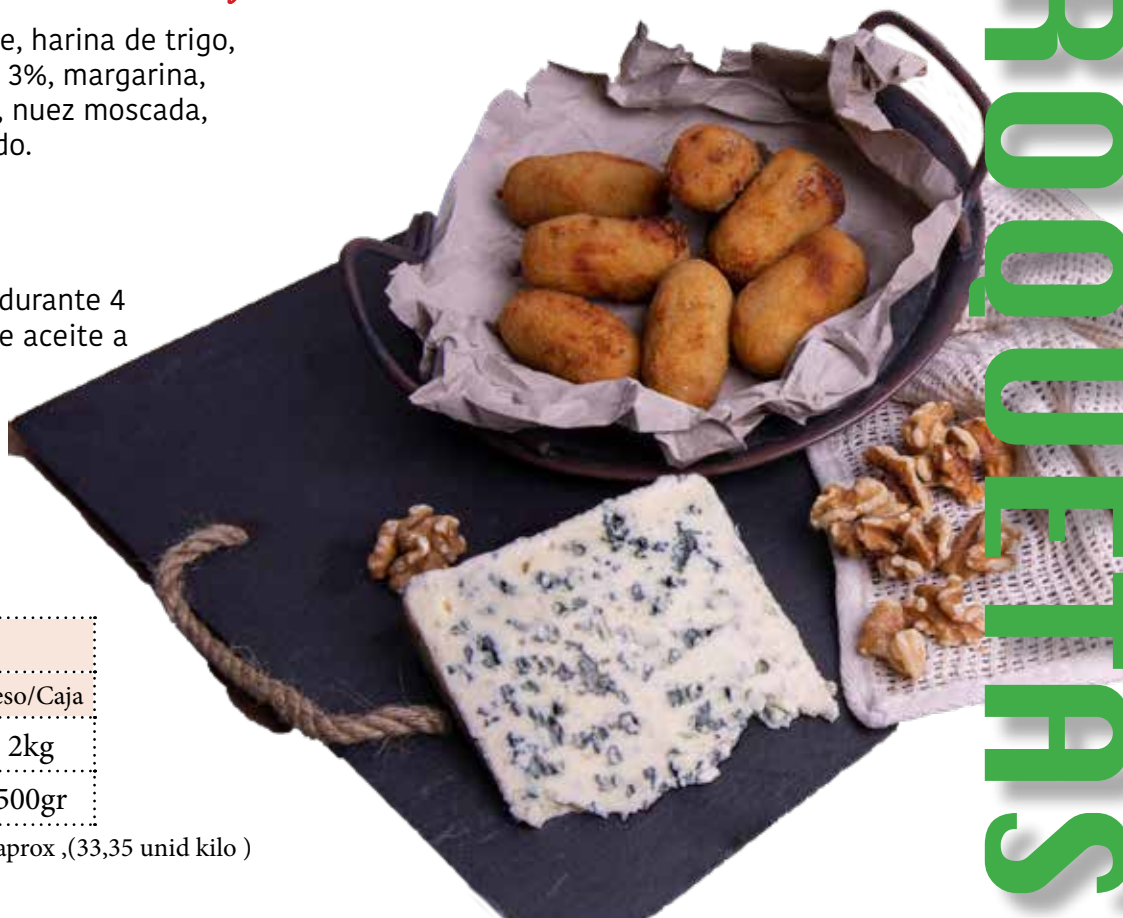 e, harina de trigo,
3%, margarina,
, nuez moscada,
do.
durante 4
e aceite a
eso/Caja
2kg
500gr
aprox ,(33,35 unid kilo )
ROQUETAS